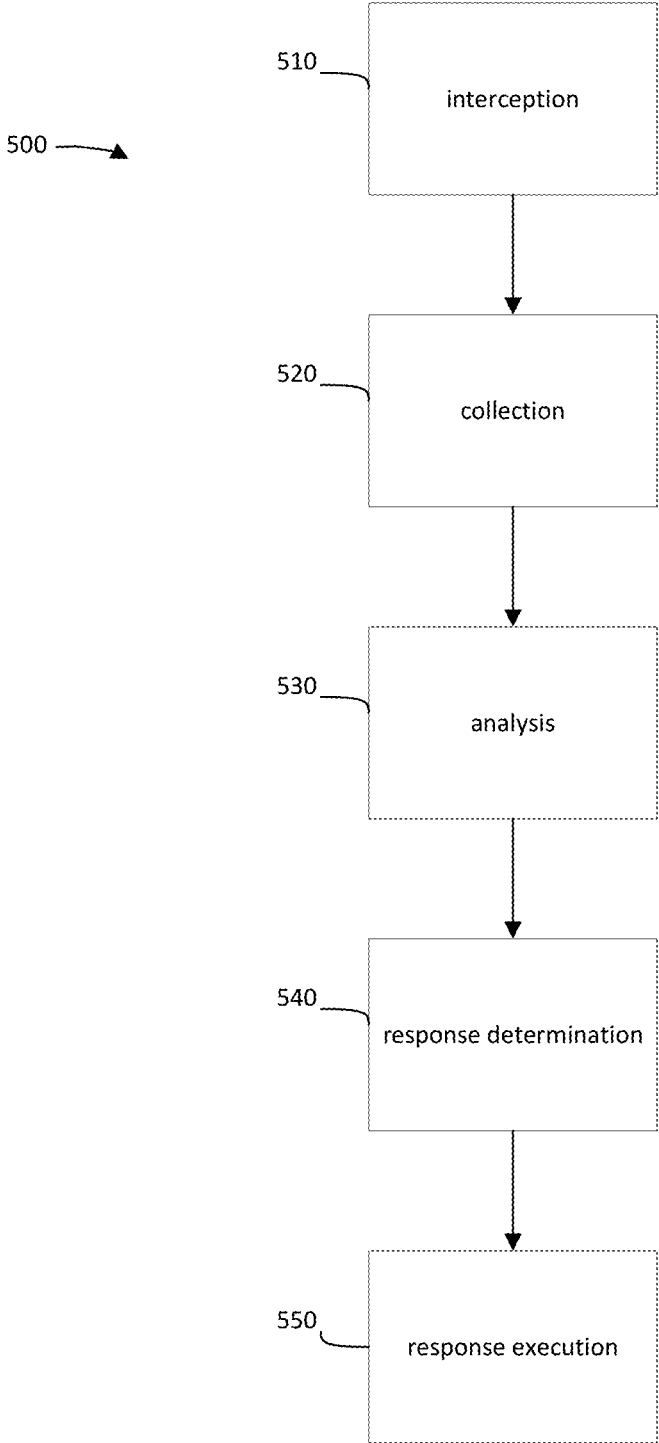 510
interception
500
520
collection
530
analysis
540
response determination
550
response execution